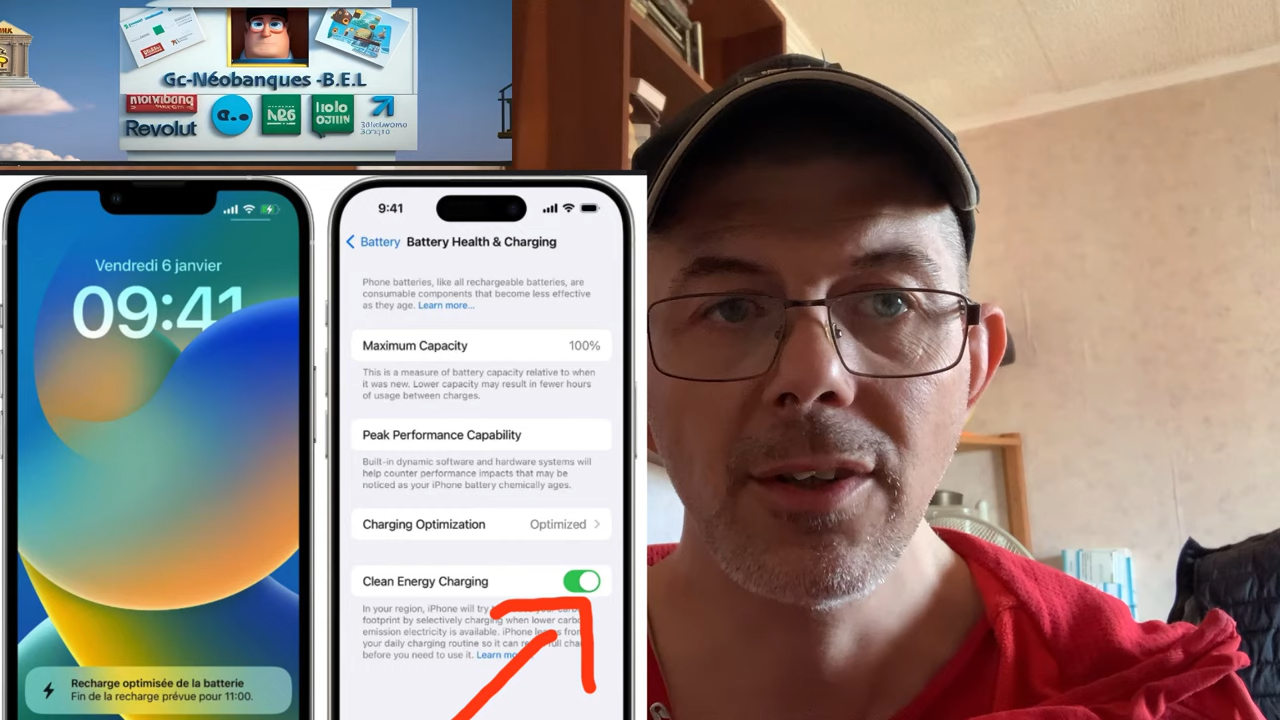 Gc-Néobanques -B.E.L
Revolut
Vendredi 6 janvier
09:41
Recharge optimisée de la batterie
Fin de la recharge prévue pour 11:00.
9:41
Battery
Battery Health & Charging
Phone batteries, like all rechargeable batteries, are
consumable components that become less effective
as they age. Learn more...
Maximum Capacity 100%
This is a measure of battery capacity relative to when
it was new. Lower capacity may result in fewer hours
of usage between charges.
Peak Performance Capability
Built-in dynamic software and hardware systems will
help counter performance impacts that may be
noticed as your iPhone battery chemically ages.
Charging Optimization Optimized
Clean Energy Charging
In your region, iPhone will try
footprint by selectively charging when lower
emission electricity is available. iPhone
your daily charging routine so it can full
before you need to use it. Learn